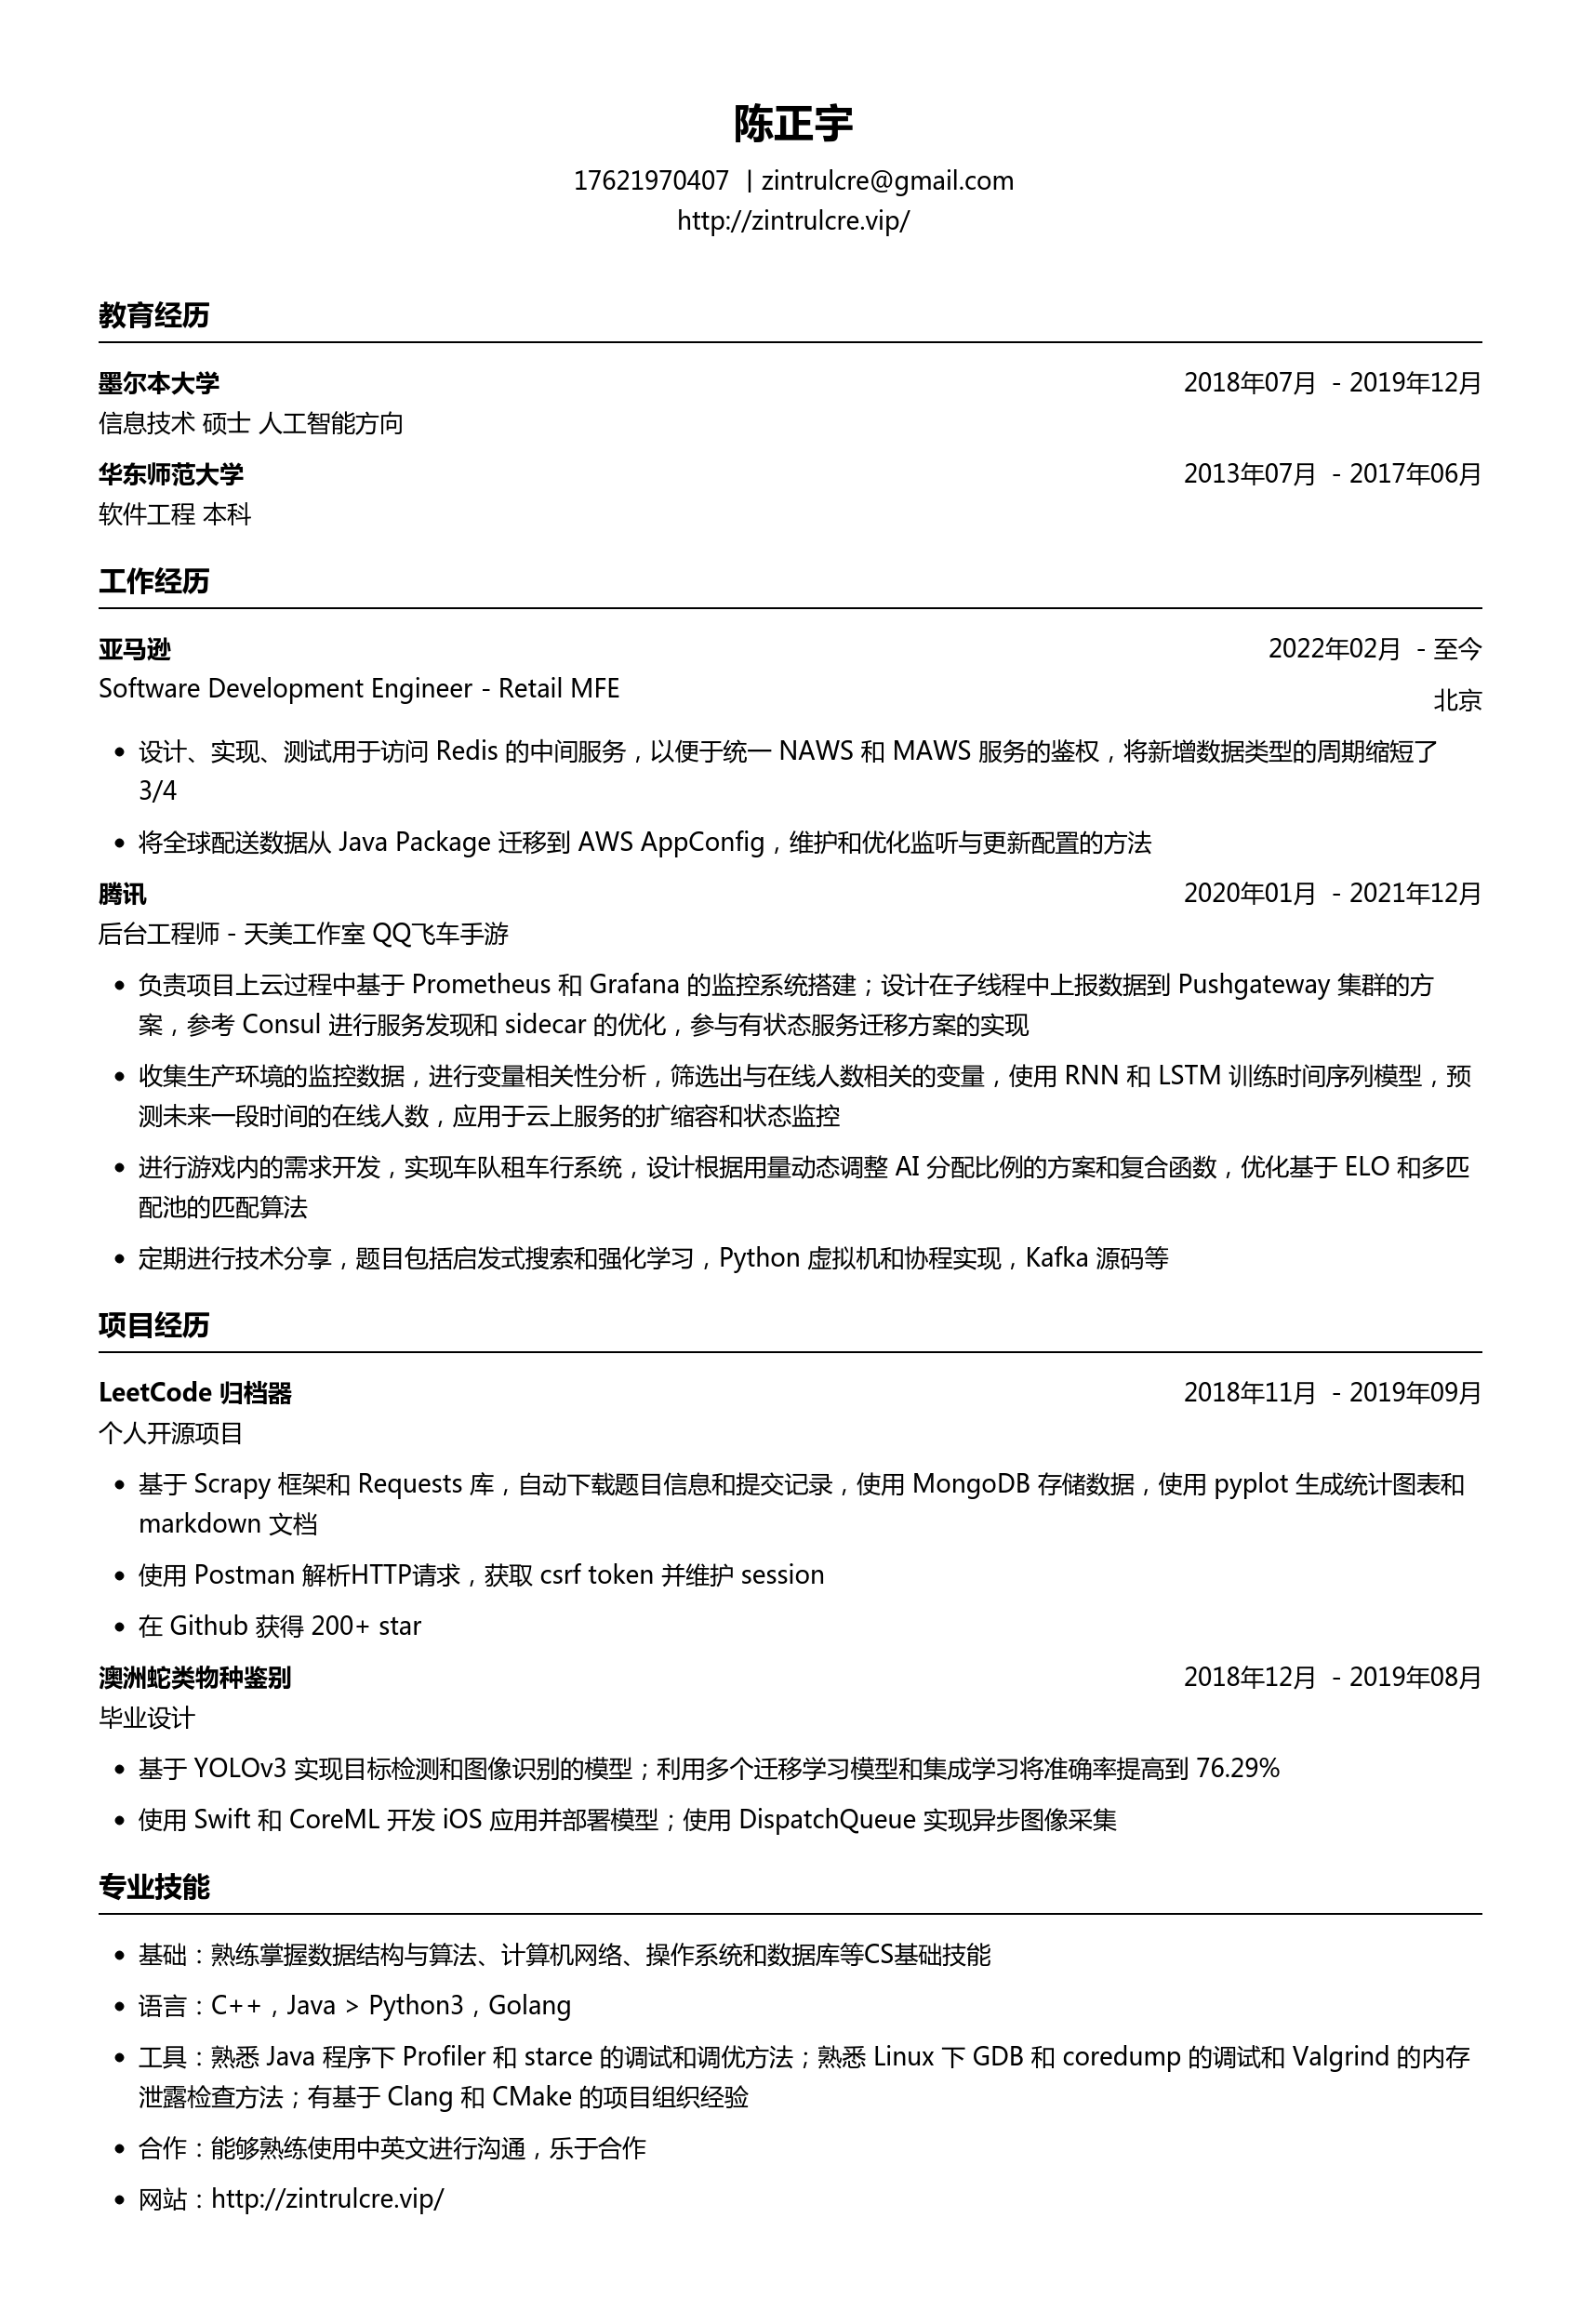 陈正宇
17621970407 | zintrulcre@gmail.com
http://zintrulcre.vip/
教育经历
墨尔本大学 2018年07月 - 2019年12月
信息技术 硕士 人工智能方向
华东师范大学 2013年07月 - 2017年06月
软件工程 本科
工作经历
亚马逊 2022年02月 - 至今
Software Development Engineer - Retail MFE 北京
• 设计、实现、测试用于访问 Redis 的中间服务，以便于统一 NAWS 和 MAWS 服务的鉴权，将新增数据类型的周期缩短了
3/4
• 将全球配送数据从 Java Package 迁移到 AWS AppConfig，维护和优化监听与更新配置的方法
腾讯 2020年01月 - 2021年12月
后台工程师 - 天美工作室 QQ飞车手游
• 负责项目上云过程中基于 Prometheus 和 Grafana 的监控系统搭建；设计在子线程中上报数据到 Pushgateway 集群的方
案，参考 Consul 进行服务发现和 sidecar 的优化，参与有状态服务迁移方案的实现
• 收集生产环境的监控数据，进行变量相关性分析，筛选出与在线人数相关的变量，使用 RNN 和 LSTM 训练时间序列模型，预
测未来一段时间的在线人数，应用于云上服务的扩缩容和状态监控
• 进行游戏内的需求开发，实现车队租车行系统，设计根据用量动态调整 AI 分配比例的方案和复合函数，优化基于 ELO 和多匹
配池的匹配算法
• 定期进行技术分享，题目包括启发式搜索和强化学习，Python 虚拟机和协程实现，Kafka 源码等
项目经历
LeetCode 归档器 2018年11月 - 2019年09月
个人开源项目
• 基于 Scrapy 框架和 Requests 库，自动下载题目信息和提交记录，使用 MongoDB 存储数据，使用 pyplot 生成统计图表和
markdown 文档
• 使用 Postman 解析HTTP请求，获取 csrf token 并维护 session
• 在 Github 获得 200+ star
澳洲蛇类物种鉴别 2018年12月 - 2019年08月
毕业设计
• 基于 YOLOv3 实现目标检测和图像识别的模型；利用多个迁移学习模型和集成学习将准确率提高到 76.29%
• 使用 Swift 和 CoreML 开发 iOS 应用并部署模型；使用 DispatchQueue 实现异步图像采集
专业技能
• 基础：熟练掌握数据结构与算法、计算机网络、操作系统和数据库等CS基础技能
• 语言：C++，Java > Python3，Golang
• 工具：熟悉 Java 程序下 Profiler 和 starce 的调试和调优方法；熟悉 Linux 下 GDB 和 coredump 的调试和 Valgrind 的内存
泄露检查方法；有基于 Clang 和 CMake 的项目组织经验
• 合作：能够熟练使用中英文进行沟通，乐于合作
• 网站：http://zintrulcre.vip/